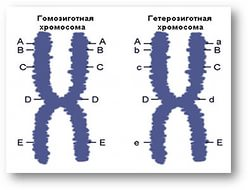 Гомозиготная хромосома
Гетерозиготная хромосома
A A
B B
C C
D D
E E
A a
b B
c C
D d
e E